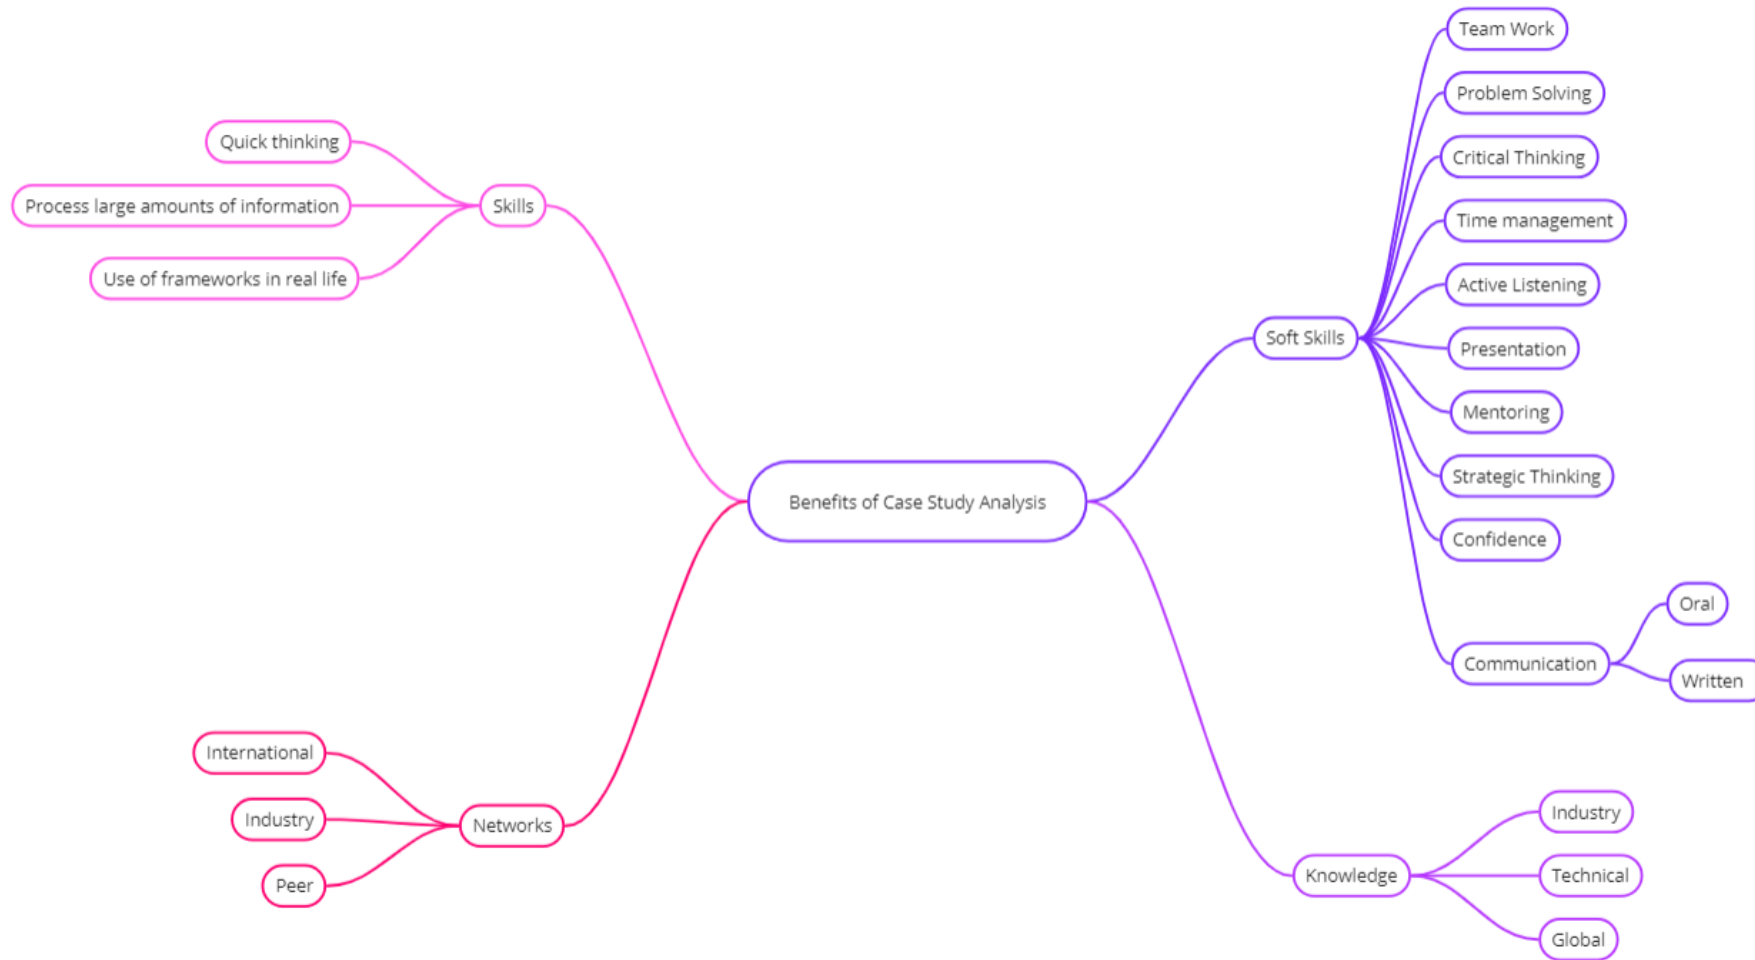 Team Work
Problem Solving
Quick thinking
Critical Thinking
Process large amounts of information
Skills
Time management
Use of frameworks in real life
Active Listening
Soft Skills
Presentation
Mentoring
Strategic Thinking
Benefits of Case Study Analysis
Confidence
Oral
Communication
Written
International
Industry
Networks
Peer
Industry
Knowledge
Technical
Global